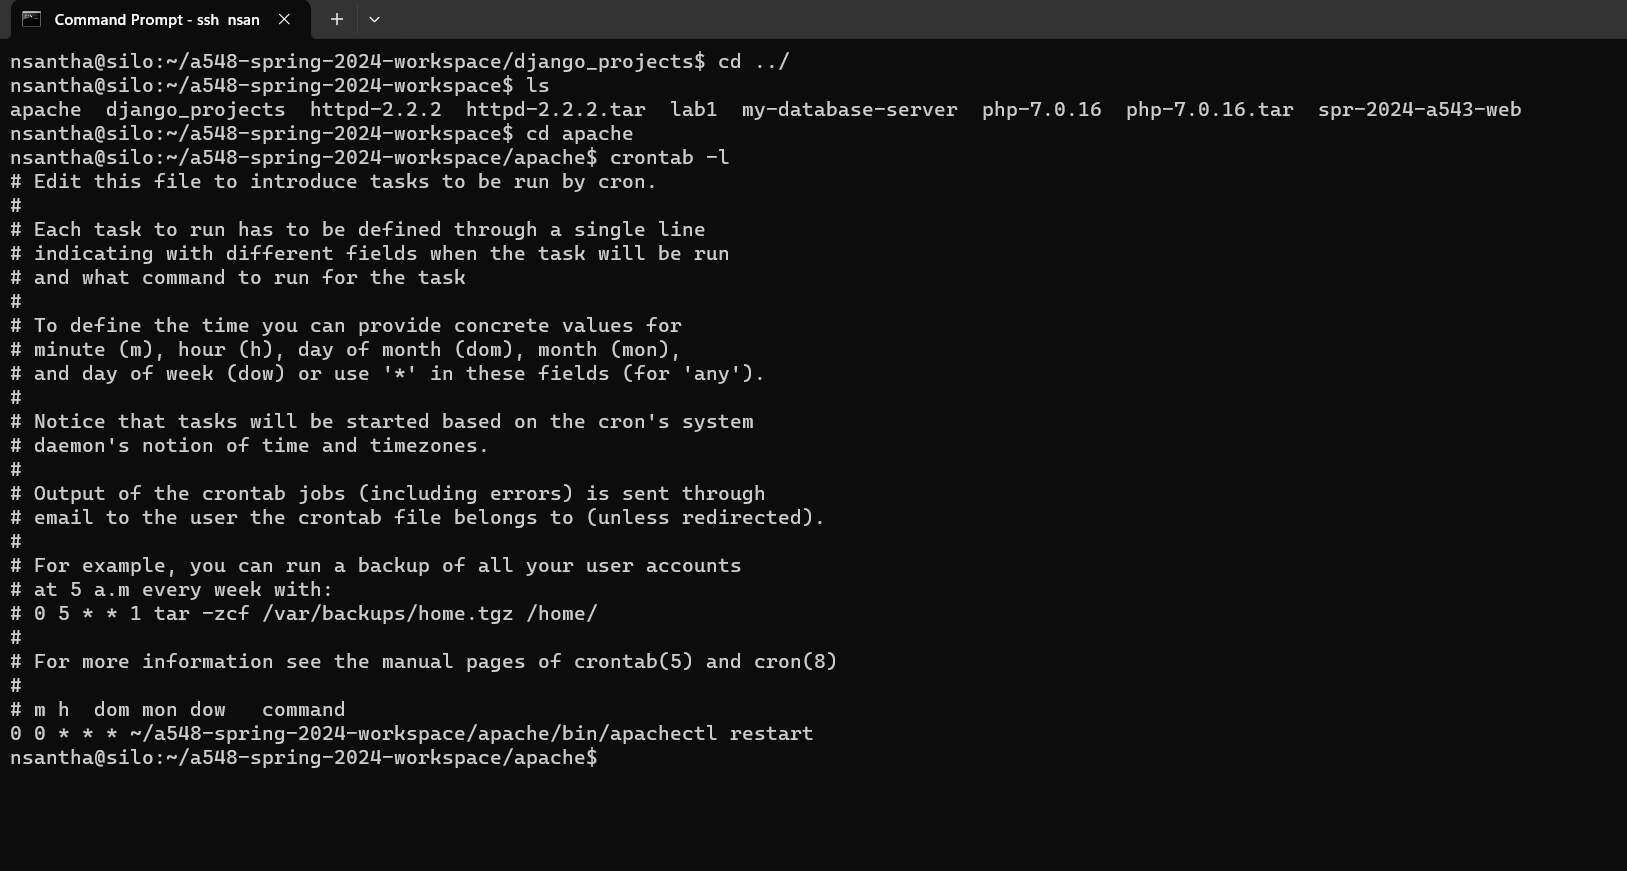 Command Prompt - ssh  nsan
nsantha@silo:~/a548-spring-2024-workspace/django_projects$ cd ../
nsantha@silo:~/a548-spring-2024-workspace$ ls
apache  django_projects  httpd-2.2.2  httpd-2.2.2.tar  lab1  my-database-server  php-7.0.16  php-7.0.16.tar  spr-2024-a543-web
nsantha@silo:~/a548-spring-2024-workspace$ cd apache
nsantha@silo:~/a548-spring-2024-workspace/apache$ crontab -l
# Edit this file to introduce tasks to be run by cron.
#
# Each task to run has to be defined through a single line
# indicating with different fields when the task will be run
# and what command to run for the task
#
# To define the time you can provide concrete values for
# minute (m), hour (h), day of month (dom), month (mon),
# and day of week (dow) or use '*' in these fields (for 'any').
#
# Notice that tasks will be started based on the cron's system
# daemon's notion of time and timezones.
#
# Output of the crontab jobs (including errors) is sent through
# email to the user the crontab file belongs to (unless redirected).
#
# For example, you can run a backup of all your user accounts
# at 5 a.m every week with:
# 0 5 * * 1 tar -zcf /var/backups/home.tgz /home/
#
# For more information see the manual pages of crontab(5) and cron(8)
#
# m h  dom mon dow   command
0 0 * * * ~/a548-spring-2024-workspace/apache/bin/apachectl restart
nsantha@silo:~/a548-spring-2024-workspace/apache$